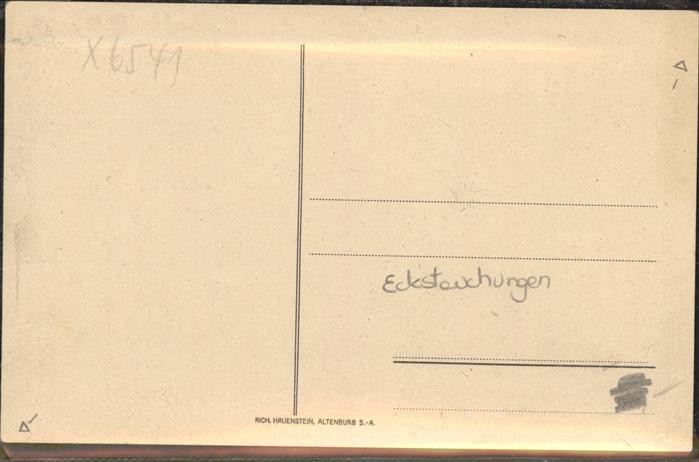 X6541
Eckstauchungen
RICH. HAUENSTEIN, ALTENBURG S.-A.